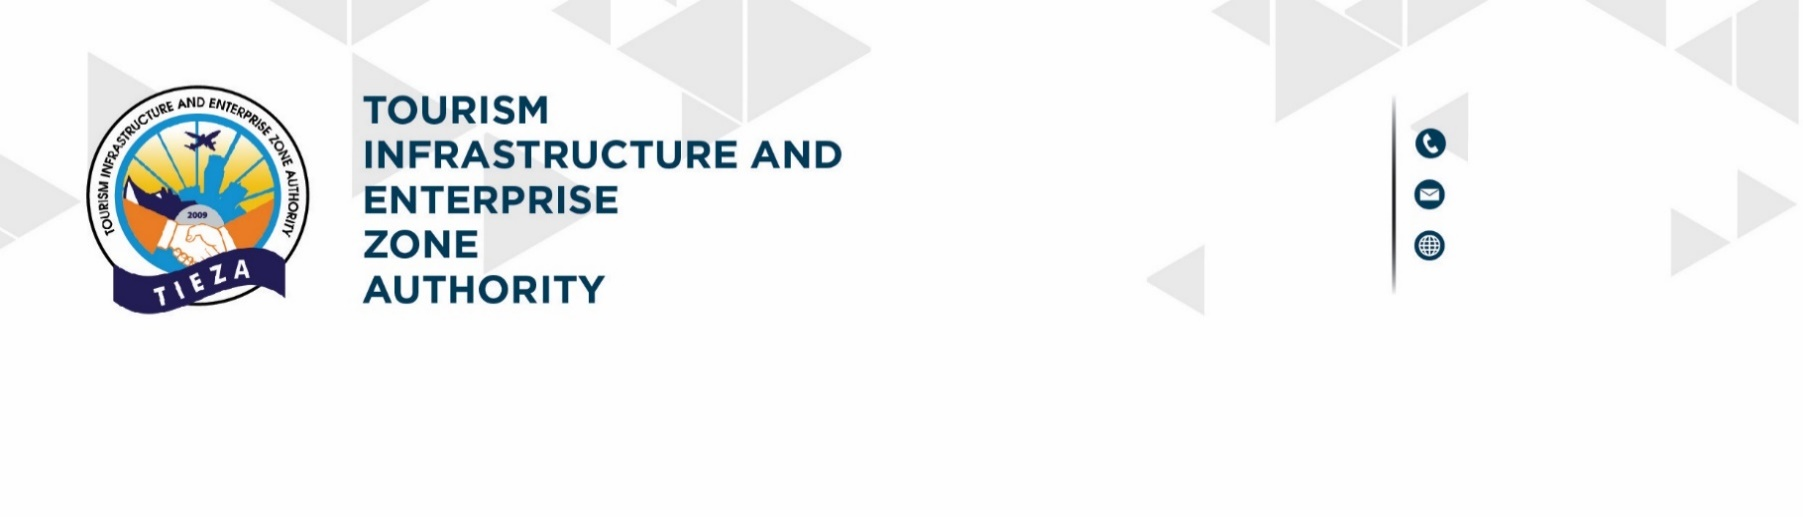 TOURISM INFRASTRUCTURE AND ENTERPRISE ZONE AUTHORITY
2009
TIEZA
TOURISM
INFRASTRUCTURE AND
ENTERPRISE
ZONE
AUTHORITY